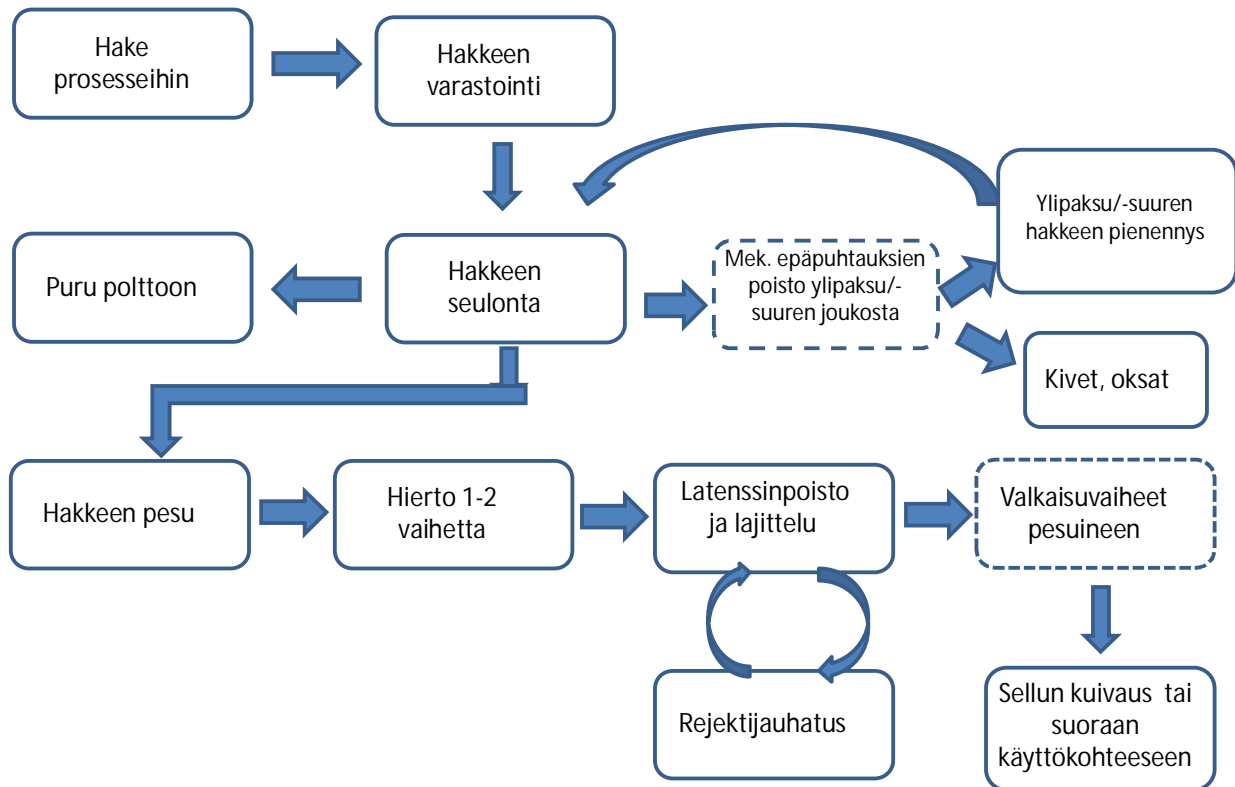 Hake
prosesseihin
Hakkeen
varastointi
Ylipaksu/-suuren
hakkeen pienennys
Puru polttoon
Hakkeen
seulonta
Mek. epäpuhtauksien
poisto ylipaksu/-
suuren joukosta
Kivet, oksat
Hakkeen pesu
Hierto 1-2
vaihetta
Latenssinpoisto
ja lajittelu
Valkaisuvaiheet
pesuineen
Rejektijauhatus
Sellun kuivaus tai
suoraan
käyttökohteeseen